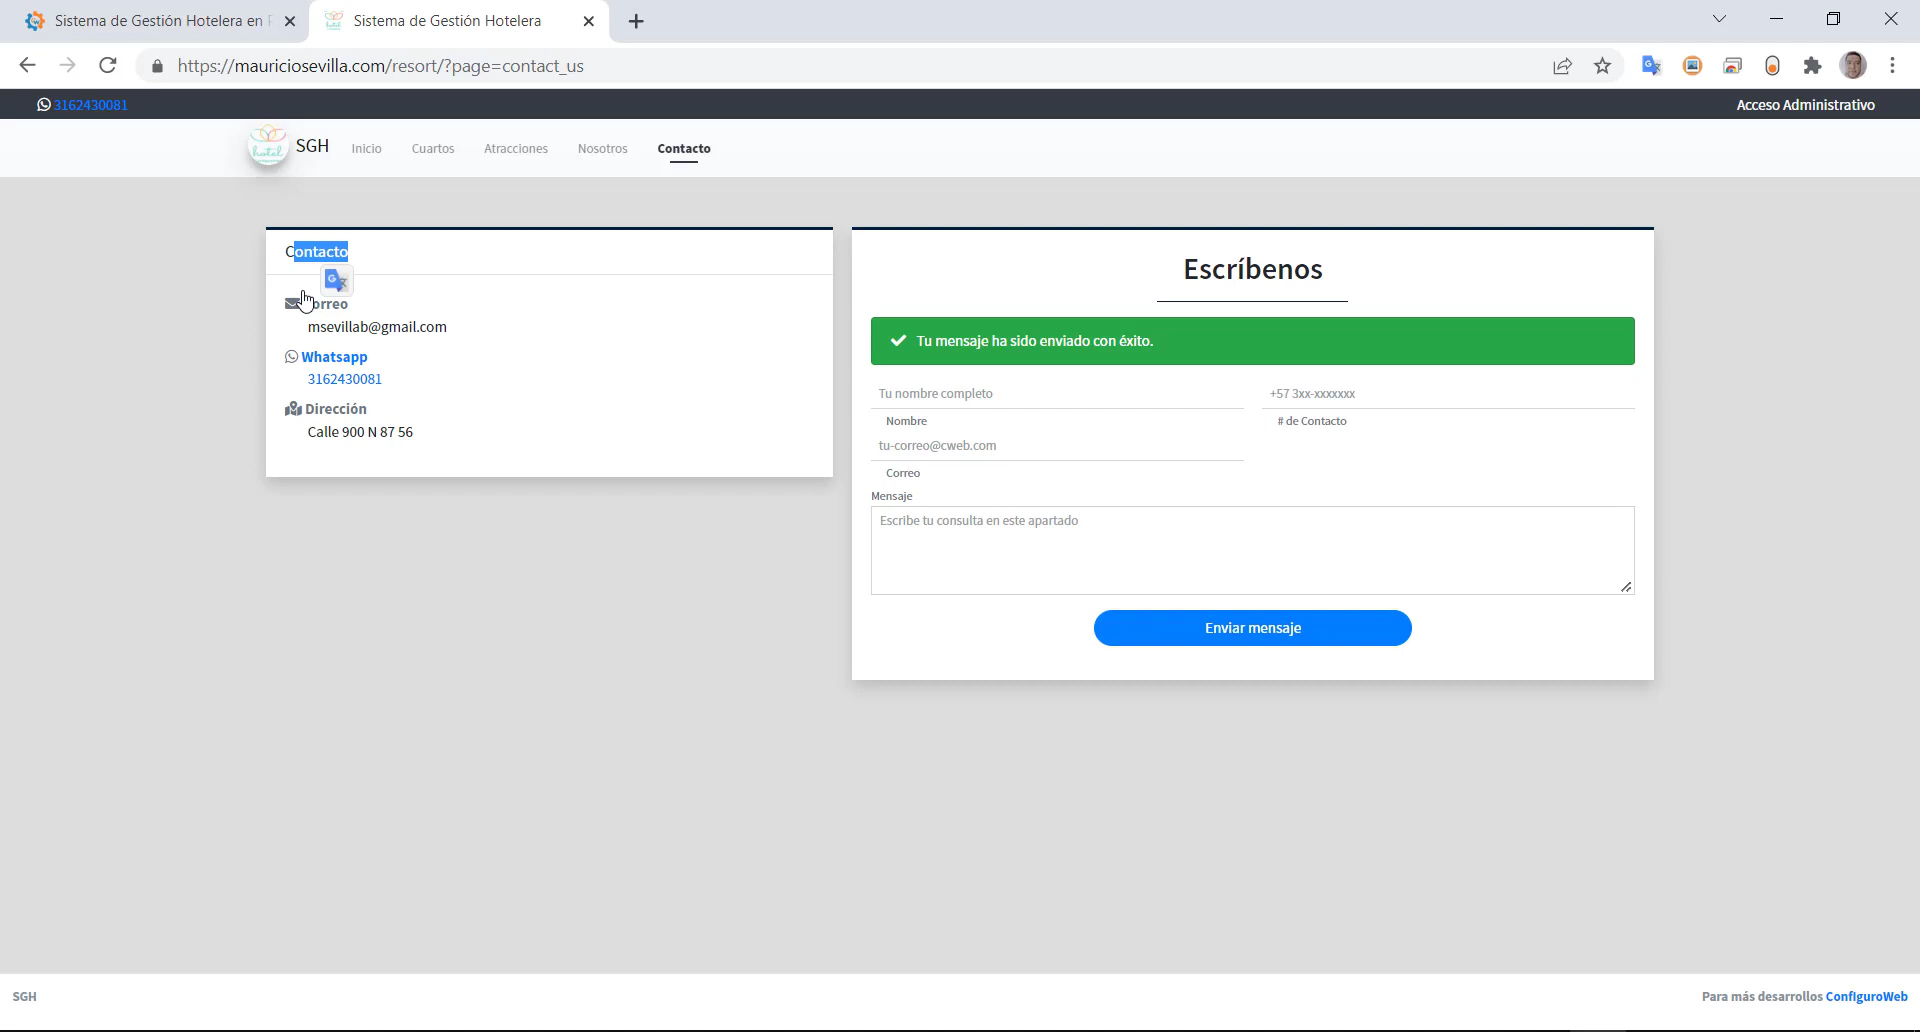 Sistema de Gestión Hotelera en
Sistema de Gestión Hotelera
https://mauriciosevilla.com/resort/?page=contact_us
3162430081
Acceso Administrativo
hotel
SGH
Inicio
Cuartos
Atracciones
Nosotros
Contacto
Contacto
Correo
msevillab@gmail.com
Whatsapp
3162430081
Dirección
Calle 900 N 87 56
Escríbenos
Tu mensaje ha sido enviado con éxito.
Tu nombre completo
+57 3xx-xxxxxxx
Nombre
# de Contacto
tu-correo@cweb.com
Correo
Mensaje
Escribe tu consulta en este apartado
Enviar mensaje
SGH
Para más desarrollos ConfiguroWeb